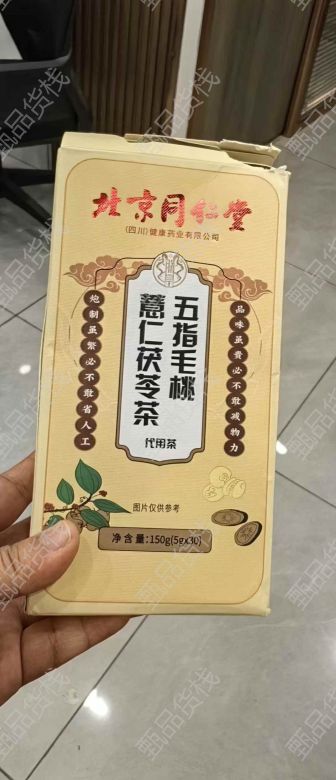 北京同仁堂
(四川)健康药业有限公司
品味虽贵必不敢减物力
五指毛桃
薏仁茯苓茶
代用茶
炮制虽繁必不敢省人工
图片仅供参考
净含量:150g(5gx30)
甄品货栈